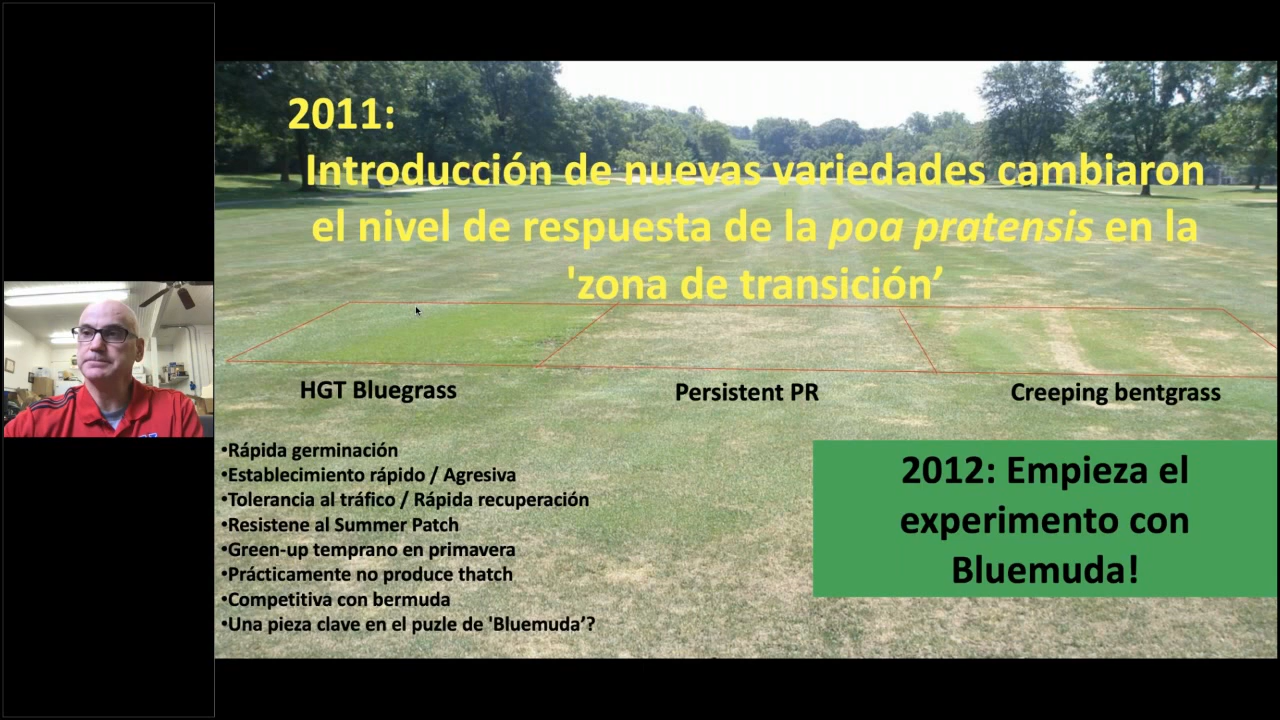 2011:
Introducción de nuevas variedades cambiaron
el nivel de respuesta de la poa pratensis en la
'zona de transición’
HGT Bluegrass
Persistent PR
Creeping bentgrass
•Rápida germinación
•Establecimiento rápido / Agresiva
•Tolerancia al tráfico / Rápida recuperación
•Resistene al Summer Patch
•Green-up temprano en primavera
•Prácticamente no produce thatch
•Competitiva con bermuda
•Una pieza clave en el puzle de 'Bluemuda’?
2012: Empieza el
experimento con
Bluemuda!